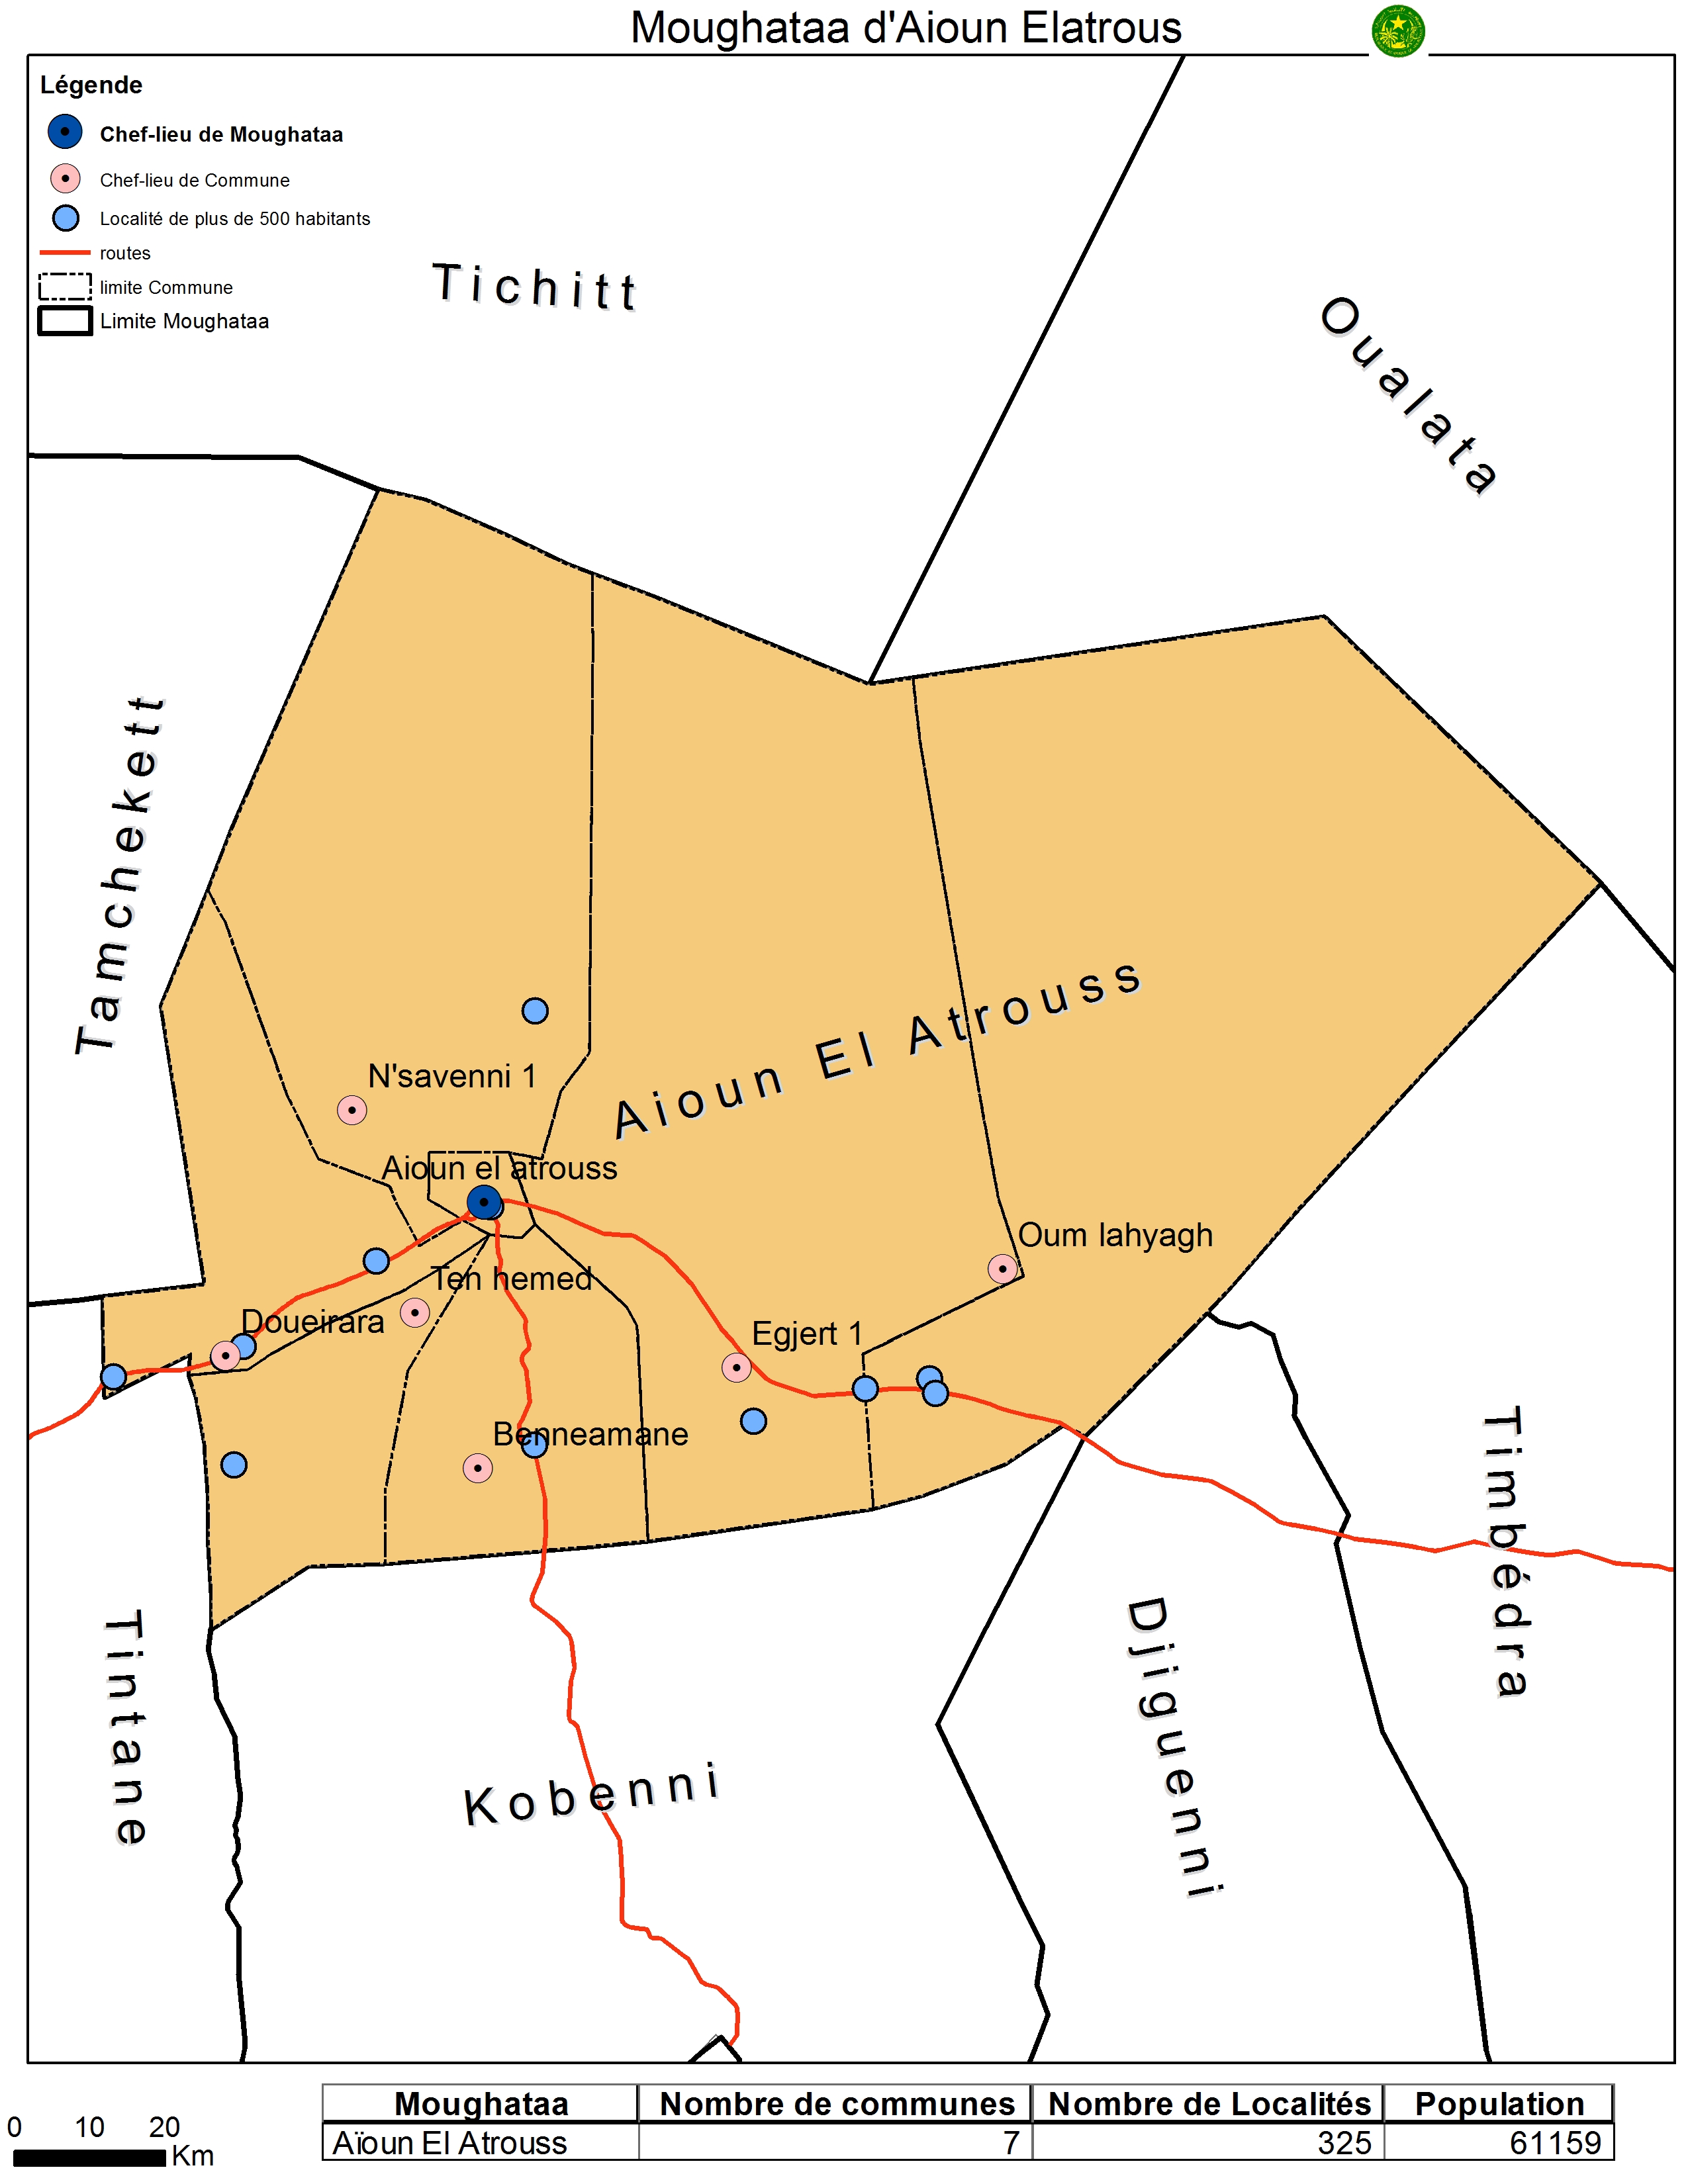 Moughataa d'Aioun Elatrous
Légende
Chef-lieu de Moughataa
Chef-lieu de Commune
Localité de plus de 500 habitants
routes
limite Commune
Limite Moughataa
Tichitt
Oualata
Tamchekett
N'savenni 1
Aioun El Atrouss
Aioun el atrouss
Oum lahyagh
Ten hemed
Doueirara
Egjert 1
Benneamane
Timbédra
Tintane
Djiguenni
Kobenni
0 10 20
Km
Moughataa Nombre de communes Nombre de Localités Population
Aïoun El Atrouss 7 325 61159